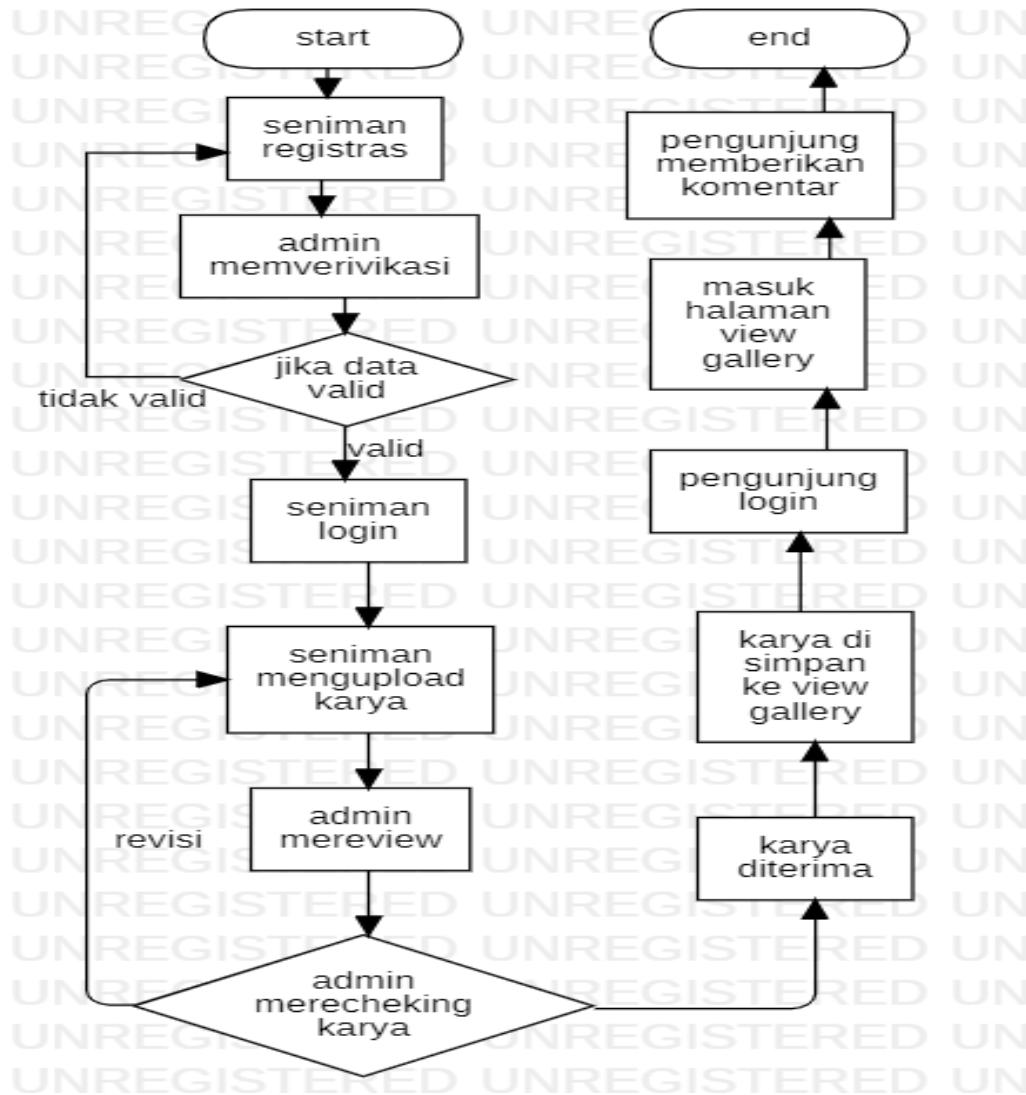 start
seniman
registras
admin
memverivikasi
jika data
valid
tidak valid
valid
seniman
login
seniman
mengupload
karya
admin
mereview
revisi
admin
merecheking
karya
karya
diterima
karya di
simpan
ke view
gallery
pengunjung
login
masuk
halaman
view
gallery
pengunjung
memberikan
komentar
end
UNREGISTERED